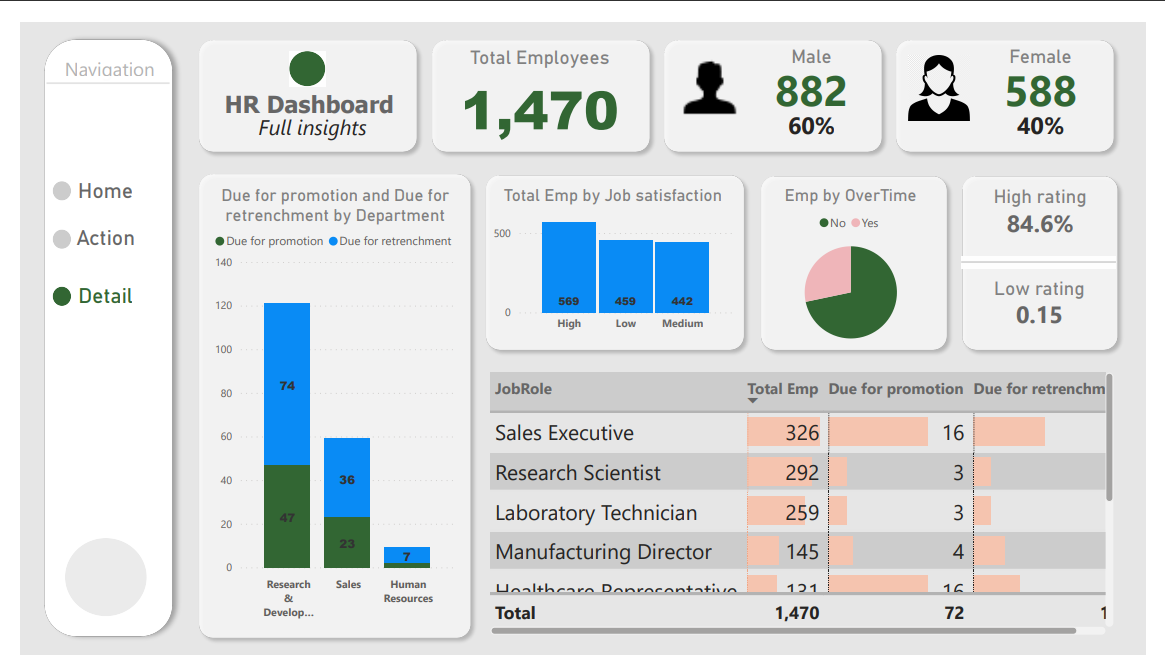 Navigation
Home
Action
Detail
HR Dashboard
Full insights
Total Employees
1,470
Male
882
60%
Female
588
40%
Due for promotion and Due for
retrenchment by Department
Due for promotion Due for retrenchment
140
120
100
80
60
40
20
0
74
47
36
23
7
Research
&
Develop...
Sales
Human
Resources
Total Emp by Job satisfaction
500
0
569 459 442
High Low Medium
Emp by OverTime
No Yes
High rating
84.6%
Low rating
0.15
JobRole Total Emp Due for promotion Due for retrenchm
Sales Executive 326 16
Research Scientist 292 3
Laboratory Technician 259 3
Manufacturing Director 145 4
Healthcare Representative 131 16
Total 1,470 72 1